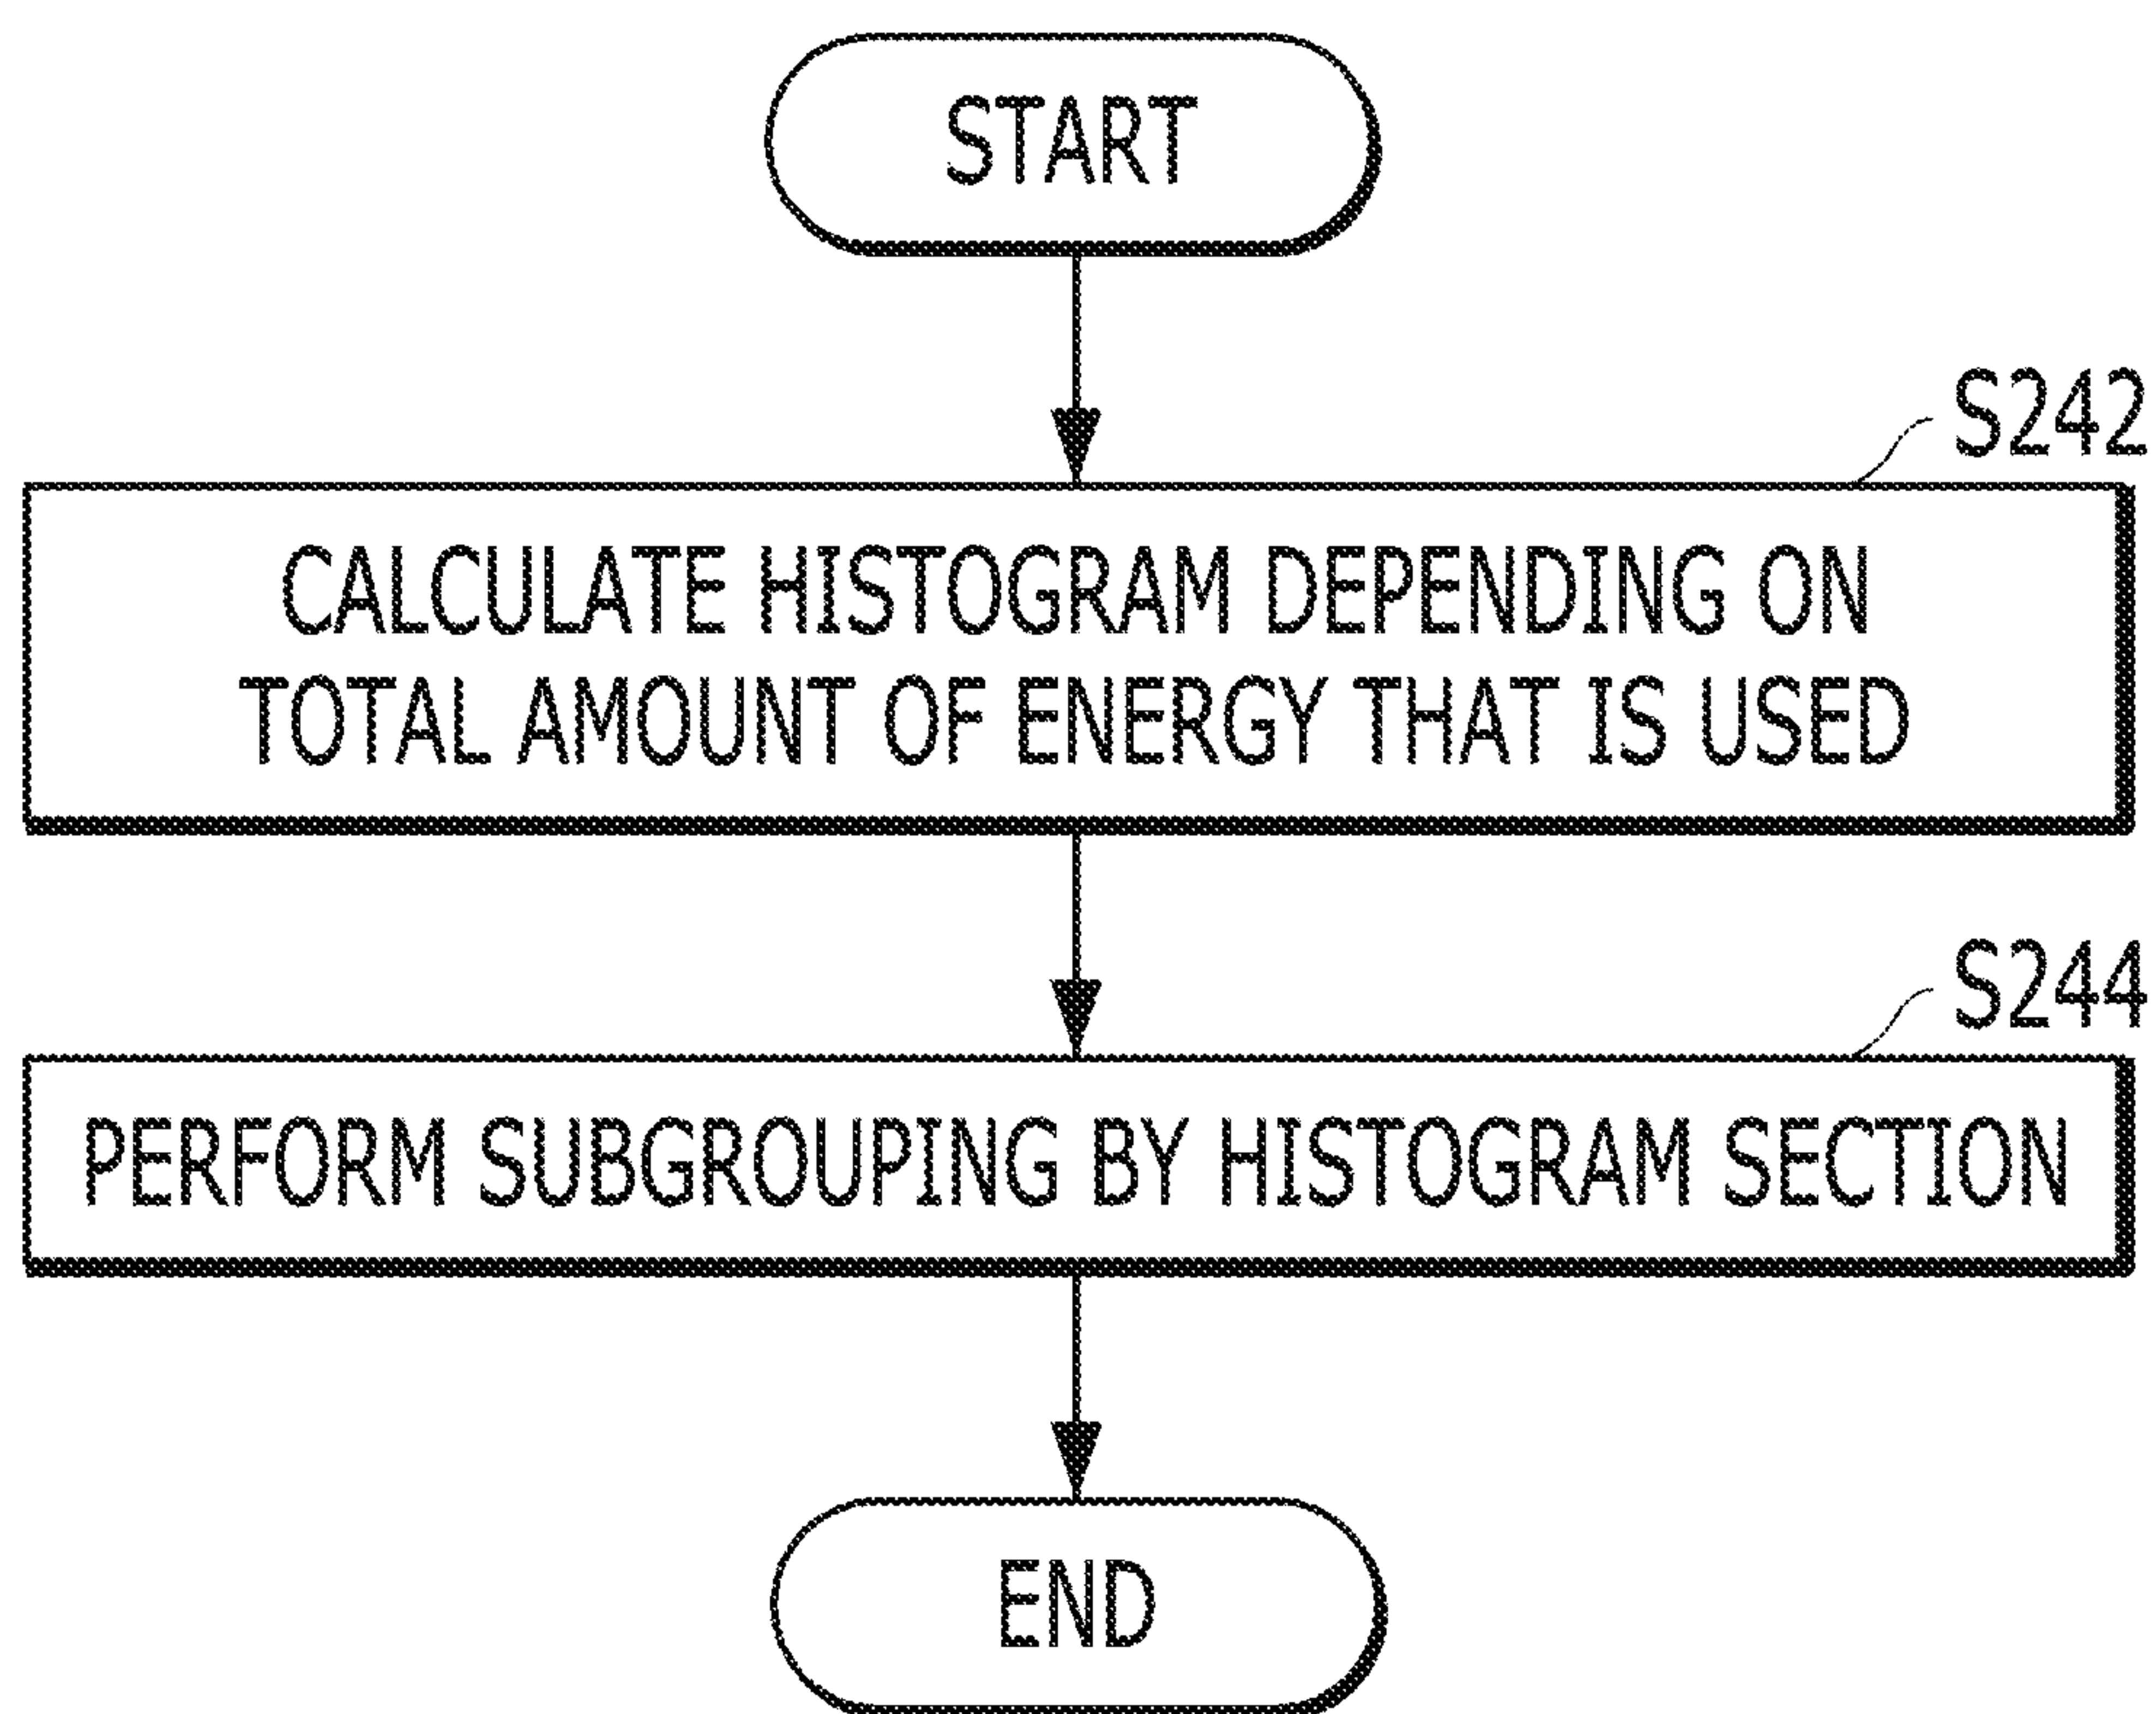 START
S242
CALCULATE HISTOGRAM DEPENDING ON
TOTAL AMOUNT OF ENERGY THAT IS USED
S244
PERFORM SUBGROUPING BY HISTOGRAM SECTION
END